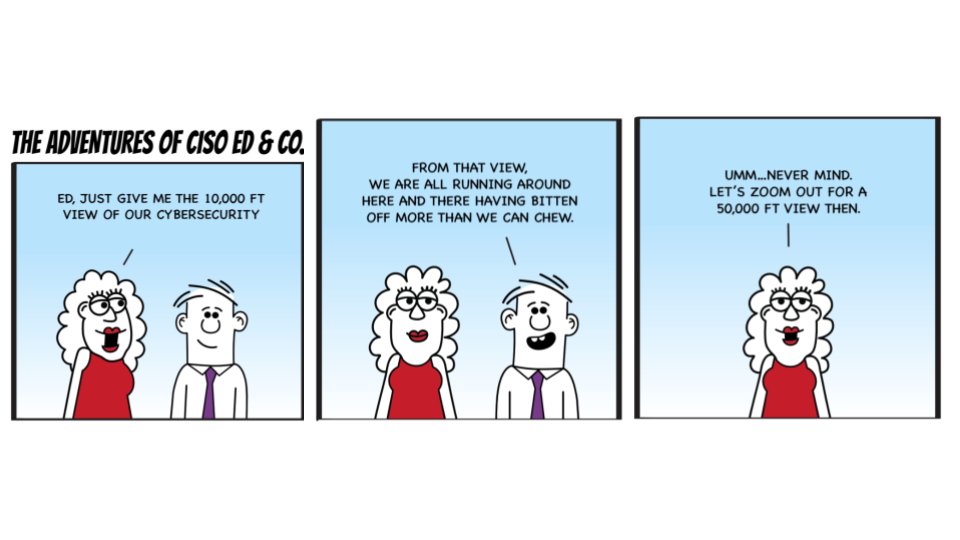 THE ADVENTURES OF CISO ED & CO.
ED, JUST GIVE ME THE 10,000 FT
VIEW OF OUR CYBERSECURITY
FROM THAT VIEW,
WE ARE ALL RUNNING AROUND
HERE AND THERE HAVING BITTEN
OFF MORE THAN WE CAN CHEW.
UMM...NEVER MIND.
LET'S ZOOM OUT FOR A
50,000 FT VIEW THEN.